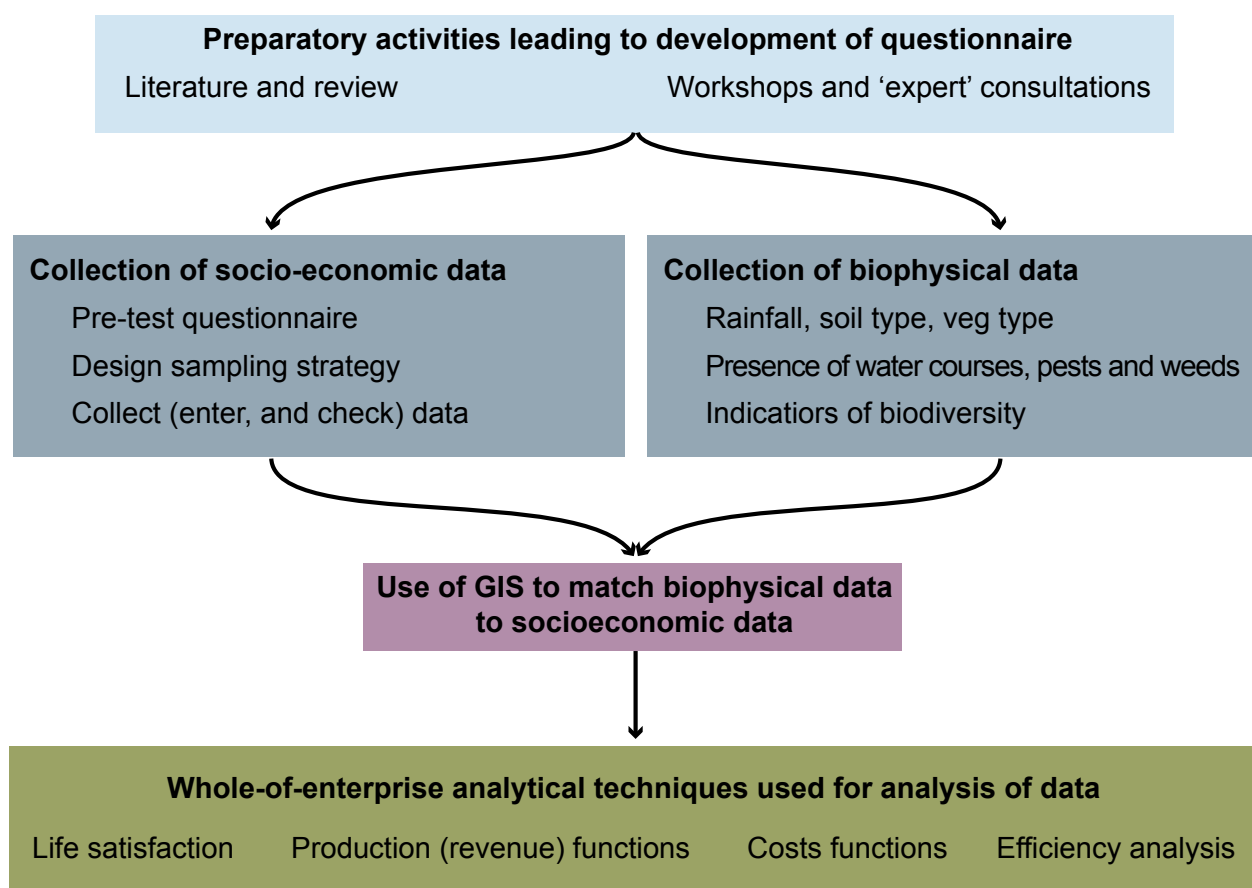 Preparatory activities leading to development of questionnaire
Literature and review
Workshops and ‘expert’ consultations
Collection of socio-economic data
Pre-test questionnaire
Design sampling strategy
Collect (enter, and check) data
Collection of biophysical data
Rainfall, soil type, veg type
Presence of water courses, pests and weeds
Indicatiors of biodiversity
Use of GIS to match biophysical data
to socioeconomic data
Whole-of-enterprise analytical techniques used for analysis of data
Life satisfaction
Production (revenue) functions
Costs functions
Efficiency analysis